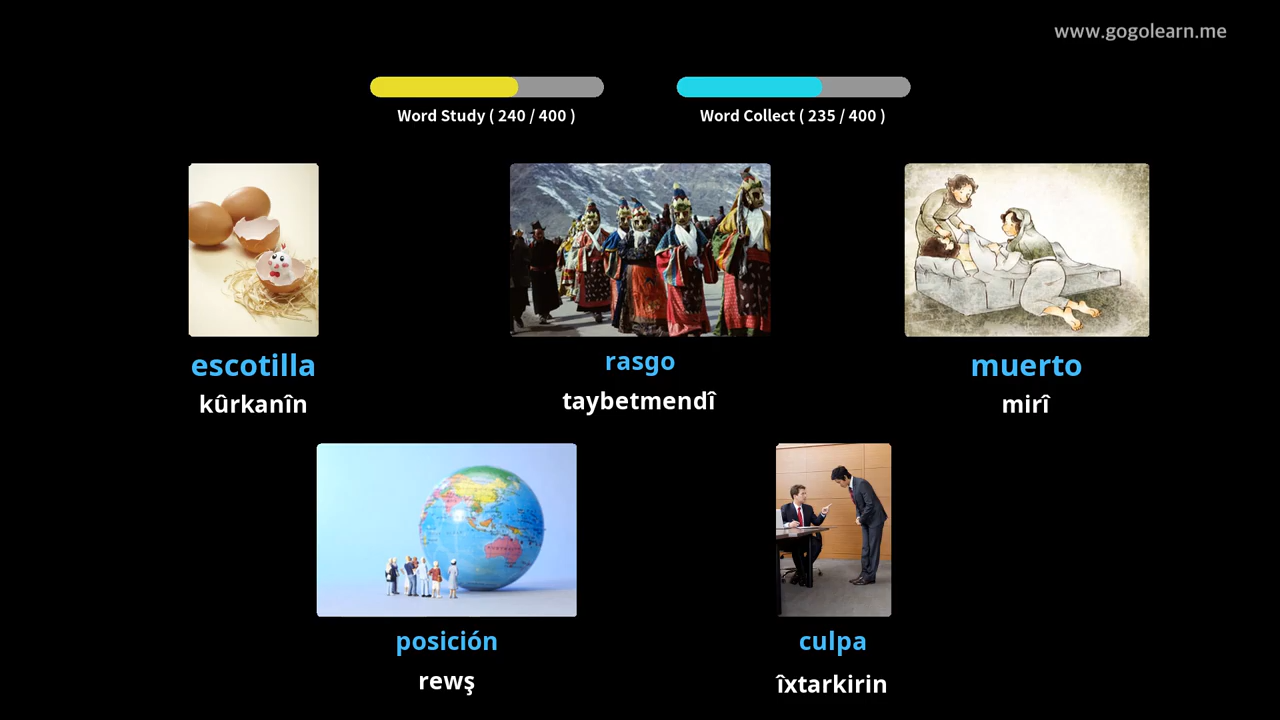 www.gogolearn.me
Word Study ( 240 / 400 )
Word Collect ( 235 / 400 )
escotilla
kûrkanîn
rasgo
taybetmendî
muerto
mirî
posición
rewş
culpa
îxtarkirin